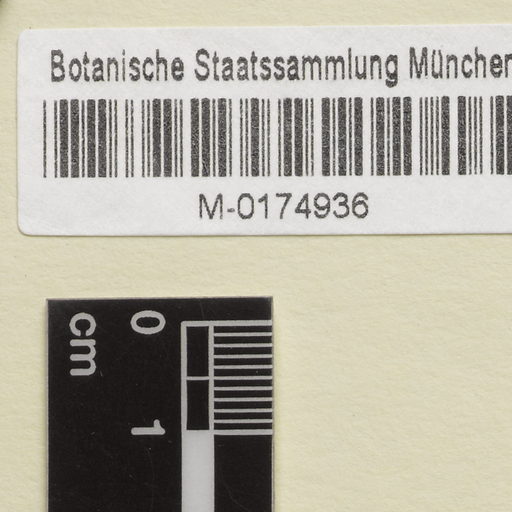 Botanische Staatssammlung München
M-0174936
cm
0
1